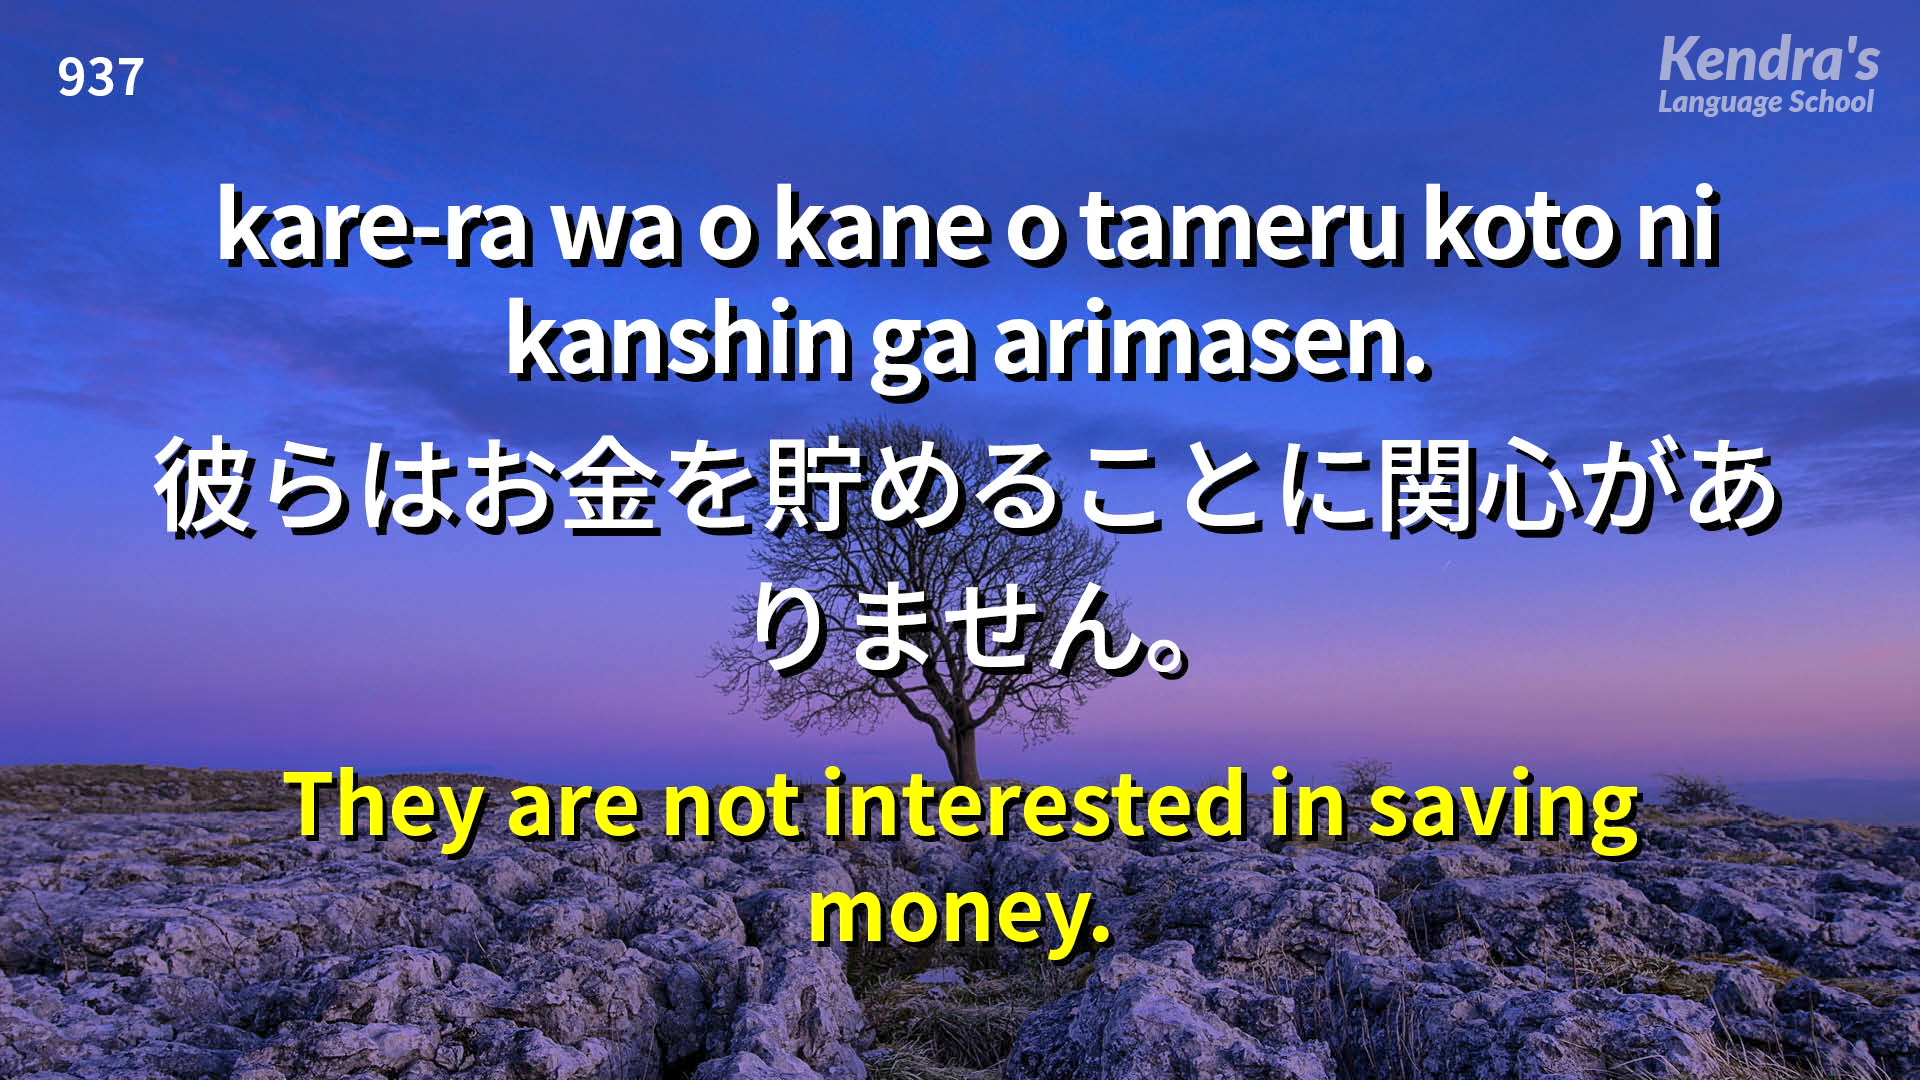 937
Kendra's
Language School
kare-ra wa o kane o tameru koto ni
kanshin ga arimasen.
彼らはお金を貯めることに関心があ
りません。
They are not interested in saving
money.